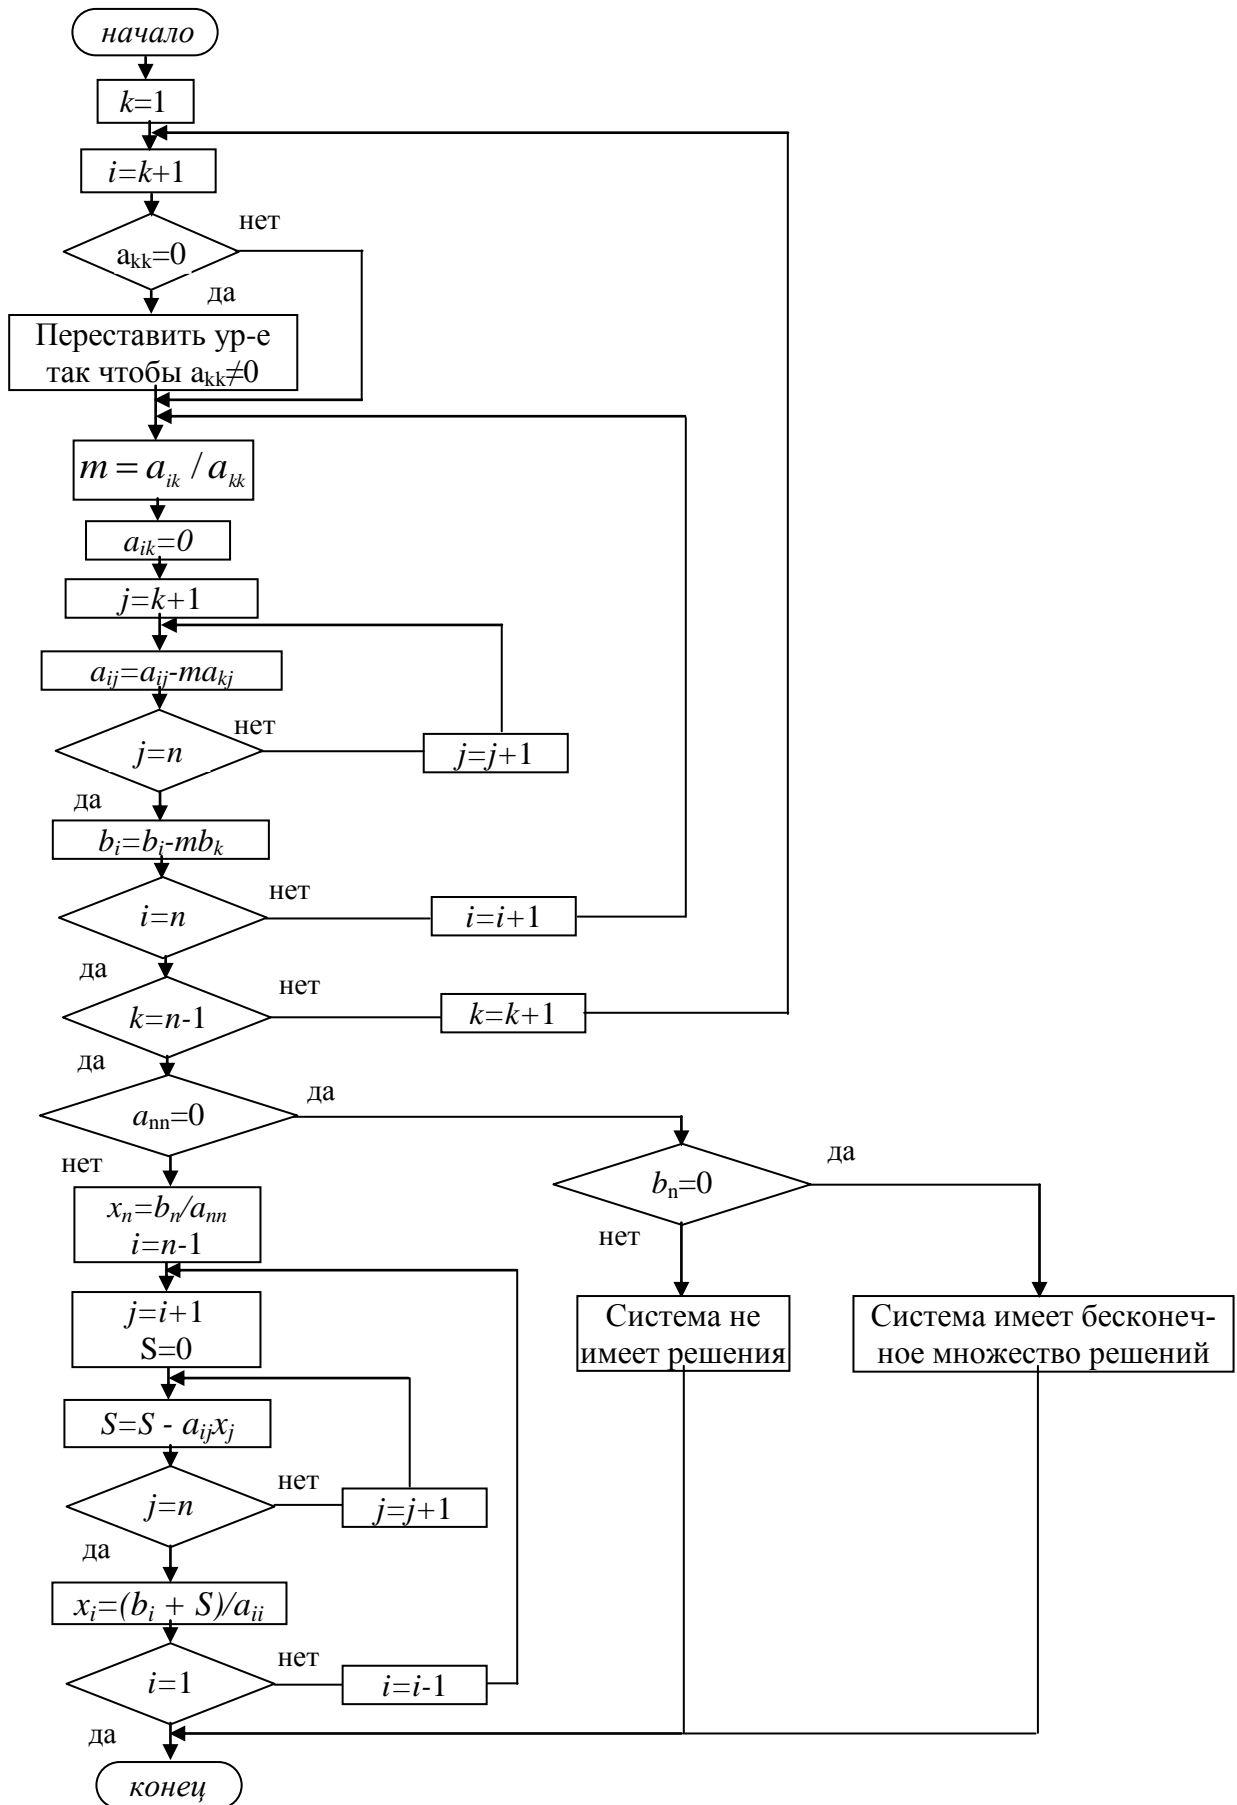 начало
k=1
i=k+1
нет
aₖₖ=0
да
Переставить ур-е
так чтобы aₖₖ≠0
m = aᵢₖ / aₖₖ
aᵢₖ=0
j=k+1
aᵢⱼ=aᵢⱼ-maₖⱼ
нет
j=n
j=j+1
да
bᵢ=bᵢ-mbₖ
нет
i=n
i=i+1
да
нет
k=n-1
k=k+1
да
да
aₙₙ=0
да
нет
bₙ=0
xₙ=bₙ/aₙₙ
i=n-1
нет
j=i+1
S=0
Система не
имеет решения
Система имеет бесконеч-
ное множество решений
S=S - aᵢⱼxⱼ
нет
j=n
j=j+1
да
xᵢ=(bᵢ + S)/aᵢᵢ
нет
i=1
i=i-1
да
конец